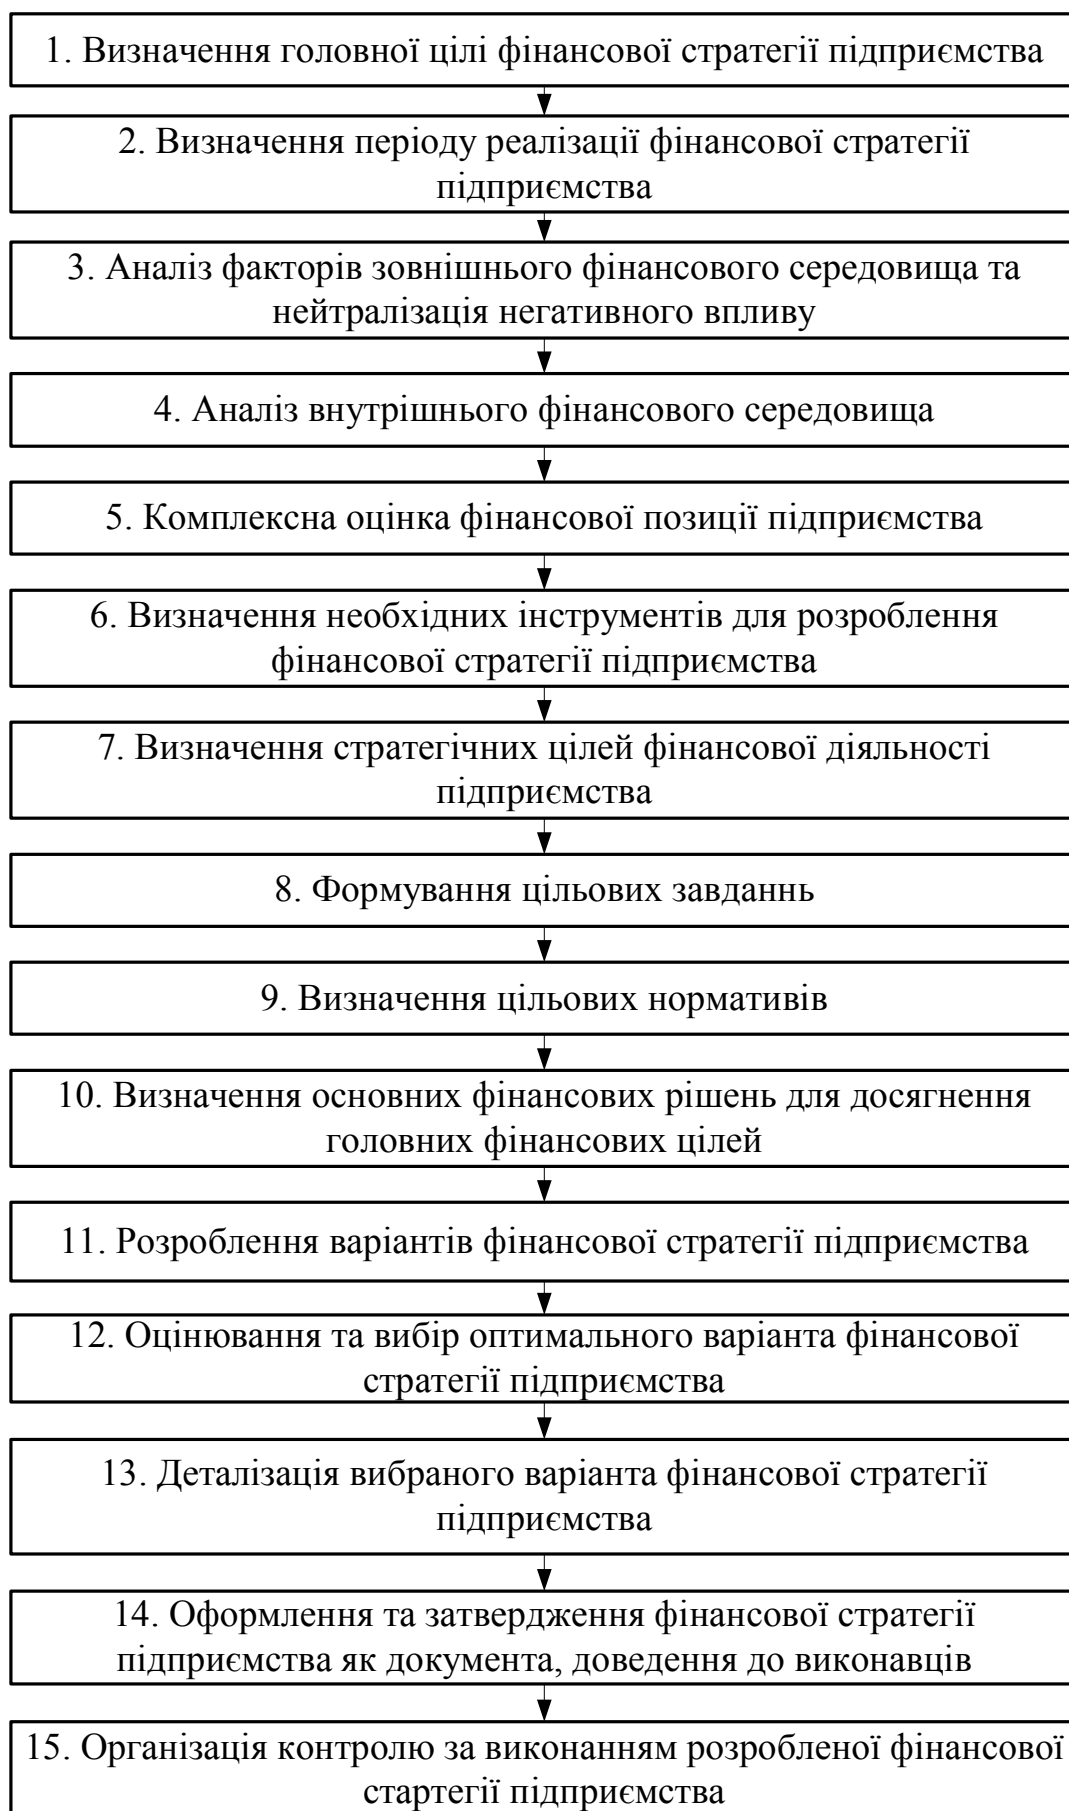 1. Визначення головної цілі фінансової стратегії підприємства
2. Визначення періоду реалізації фінансової стратегії
підприємства
3. Аналіз факторів зовнішнього фінансового середовища та
нейтралізація негативного впливу
4. Аналіз внутрішнього фінансового середовища
5. Комплексна оцінка фінансової позиції підприємства
6. Визначення необхідних інструментів для розроблення
фінансової стратегії підприємства
7. Визначення стратегічних цілей фінансової діяльності
підприємства
8. Формування цільових завданнь
9. Визначення цільових нормативів
10. Визначення основних фінансових рішень для досягнення
головних фінансових цілей
11. Розроблення варіантів фінансової стратегії підприємства
12. Оцінювання та вибір оптимального варіанта фінансової
стратегії підприємства
13. Деталізація вибраного варіанта фінансової стратегії
підприємства
14. Оформлення та затвердження фінансової стратегії
підприємства як документа, доведення до виконавців
15. Організація контролю за виконанням розробленої фінансової
стартегії підприємства